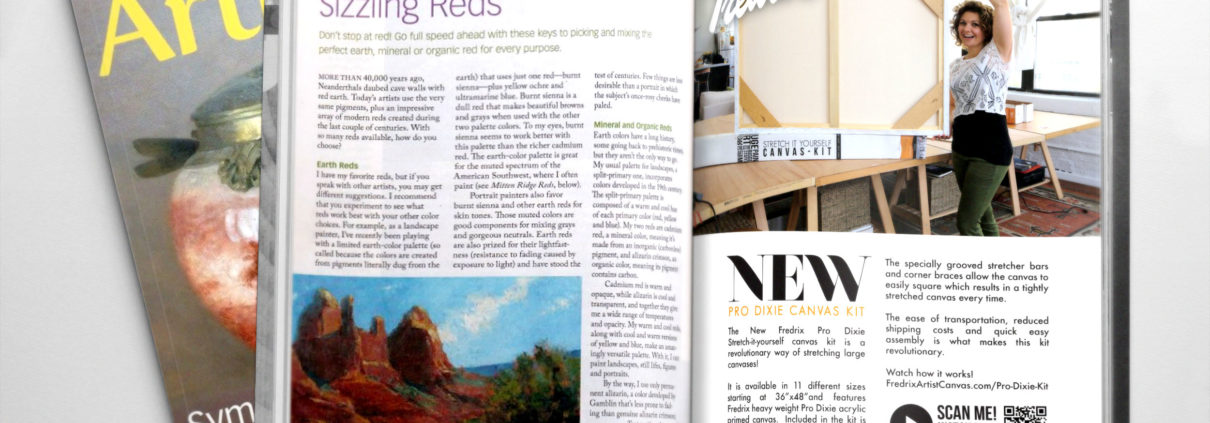 Art
Sym
Sizzling Reds
Don't stop at red! Go full speed ahead with these keys to picking and mixing the
perfect earth, mineral or organic red for every purpose.
MORE THAN 40,000 years ago,
Neanderthals daubed cave walls with
red earth. Today's artists use the very
same pigments, plus an impressive
array of modern reds created during
the last couple of centuries. With
so many reds available, how do you
choose?
Earth Reds
I have my favorite reds, but if you
speak with other artists, you may get
different suggestions. I recommend
that you experiment to see what
reds work best with your other color
choices. For example, as a landscape
painter, I've recently been playing
with a limited earth-color palette (so
called because the colors are created
from pigments literally dug from the
earth) that uses just one red—burnt
sienna—plus yellow ochre and
ultramarine blue. Burnt sienna is a
dull red that makes beautiful browns
and grays when used with the other
two palette colors. To my eyes, burnt
sienna seems to work better with
this palette than the richer cadmium
red. The earth-color palette is great
for the muted spectrum of the
American Southwest, where I often
paint (see Mitten Ridge Reds, below).
Portrait painters also favor
burnt sienna and other earth reds for
skin tones. Those muted colors are
good components for mixing grays
and gorgeous neutrals. Earth reds
are also prized for their lightfast-
ness (resistance to fading caused by
exposure to light) and have stood the
test of centuries. Few things are less
desirable than a portrait in which
the subject's once-rosy cheeks have
paled.
Mineral and Organic Reds
Earth colors have a long history,
some going back to prehistoric times,
but they aren't the only way to go.
My usual palette for landscapes, a
split-primary one, incorporates
colors developed in the 19th century.
The split-primary palette is
composed of a warm and cool hue
of each primary color (red, yellow
and blue). My two reds are cadmium
red, a mineral color, meaning it's
made from an inorganic (carbonless)
pigment, and alizarin crimson, an
organic color, meaning its pigment
contains carbon.
Cadmium red is warm and
opaque, while alizarin is cool and
transparent, and together they give
me a wide range of temperatures
and opacity. My warm and cool reds,
along with cool and warm versions
of yellow and blue, make an amaz-
ingly versatile palette. With it, I can
paint landscapes, still lifes, figures
and portraits.
By the way, I use only perma-
nent alizarin, a color developed by
Gamblin that's less prone to fad-
ing than genuine alizarin crimson.
STRETCH IT YOURSELF
CANVAS-KIT
NEW
PRO DIXIE CANVAS KIT
The New Fredrix Pro Dixie
Stretch-it-yourself canvas kit is a
revolutionary way of stretching large
canvases!
It is available in 11 different sizes
starting at 36"x48"and features
Fredrix heavy weight Pro Dixie acrylic
primed canvas. Included in the kit is
The specially grooved stretcher bars
and corner braces allow the canvas to
easily square which results in a tightly
stretched canvas every time.
The ease of transportation, reduced
shipping costs and quick easy
assembly is what makes this kit
revolutionary.
Watch how it works!
FredrixArtistCanvas.com/Pro-Dixie-Kit
SCAN ME!